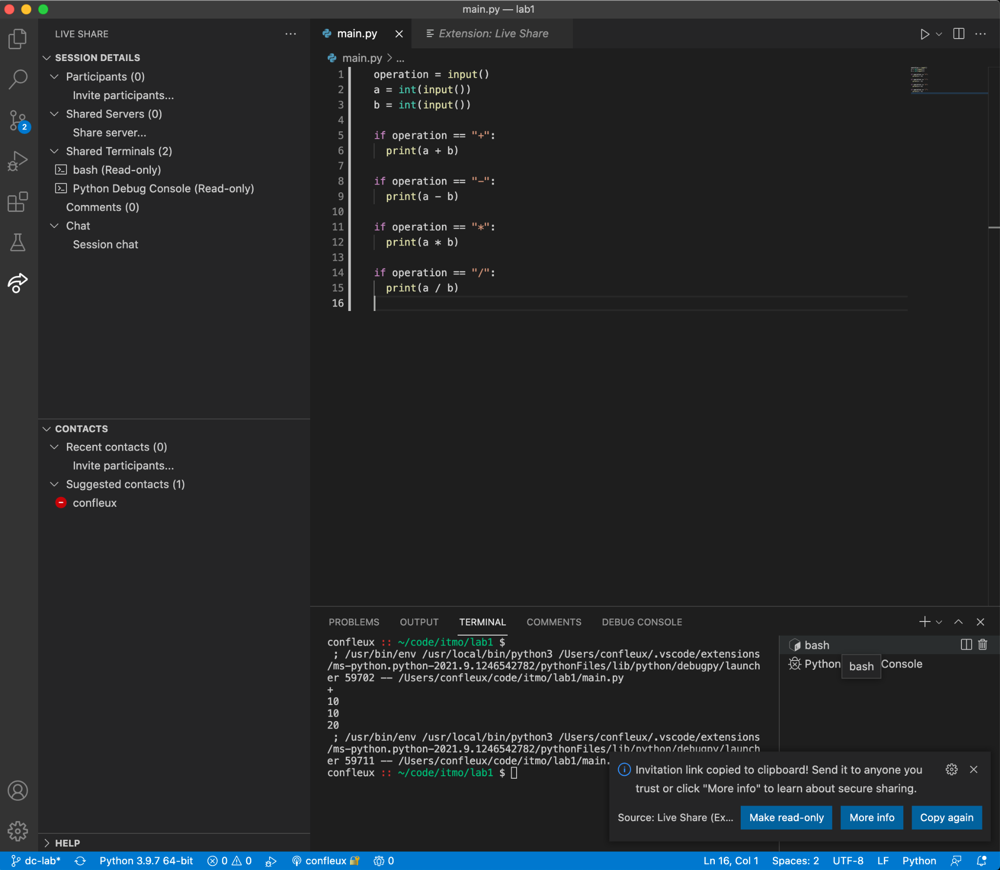 main.py — lab1
LIVE SHARE
SESSION DETAILS
Participants (0)
Invite participants...
Shared Servers (0)
Share server...
Shared Terminals (2)
bash (Read-only)
Python Debug Console (Read-only)
Comments (0)
Chat
Session chat
CONTACTS
Recent contacts (0)
Invite participants...
Suggested contacts (1)
confleux
HELP
2
main.py
Extension: Live Share
main.py > ...
1 operation = input()
2 a = int(input())
3 b = int(input())
4
5 if operation == "+":
6 print(a + b)
7
8 if operation == "-":
9 print(a - b)
10
11 if operation == "*":
12 print(a * b)
13
14 if operation == "/":
15 print(a / b)
16
PROBLEMS OUTPUT TERMINAL COMMENTS DEBUG CONSOLE
confleux :: ~/code/itmo/lab1 $
; /usr/bin/env /usr/local/bin/python3 /Users/confleux/.vscode/extensions
/ms-python.python-2021.9.1246542782/pythonFiles/lib/python/debugpy/launch
er 59702 -- /Users/confleux/code/itmo/lab1/main.py
+
10
10
20
; /usr/bin/env /usr/local/bin/python3 /Users/confleux/.vscode/extensions
/ms-python.python-2021.9.1246542782/pythonFiles/lib/python/debugpy/launch
er 59711 -- /Users/confleux/code/itmo/lab1/main.
confleux :: ~/code/itmo/lab1 $
bash
Python
bash
Console
Invitation link copied to clipboard! Send it to anyone you
trust or click "More info" to learn about secure sharing.
Source: Live Share (Ex...
Make read-only
More info
Copy again
dc-lab* Python 3.9.7 64-bit 0 0 confleux 0 Ln 16, Col 1 Spaces: 2 UTF-8 LF Python